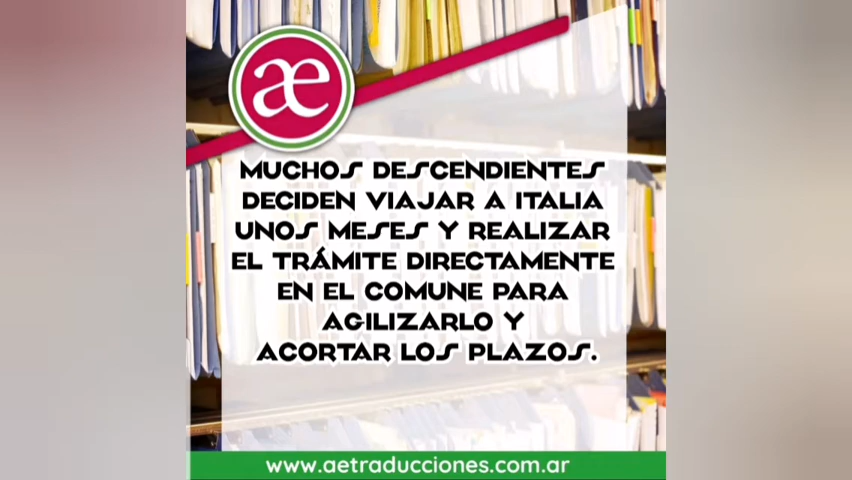 æ
MUCHOS DESCENDIENTES
DECIDEN VIAJAR A ITALIA
UNOS MESES Y REALIZAR
EL TRÁMITE DIRECTAMENTE
EN EL COMUNE PARA
AGILIZARLO Y
ACORTAR LOS PLAZOS.
www.aetraducciones.com.ar